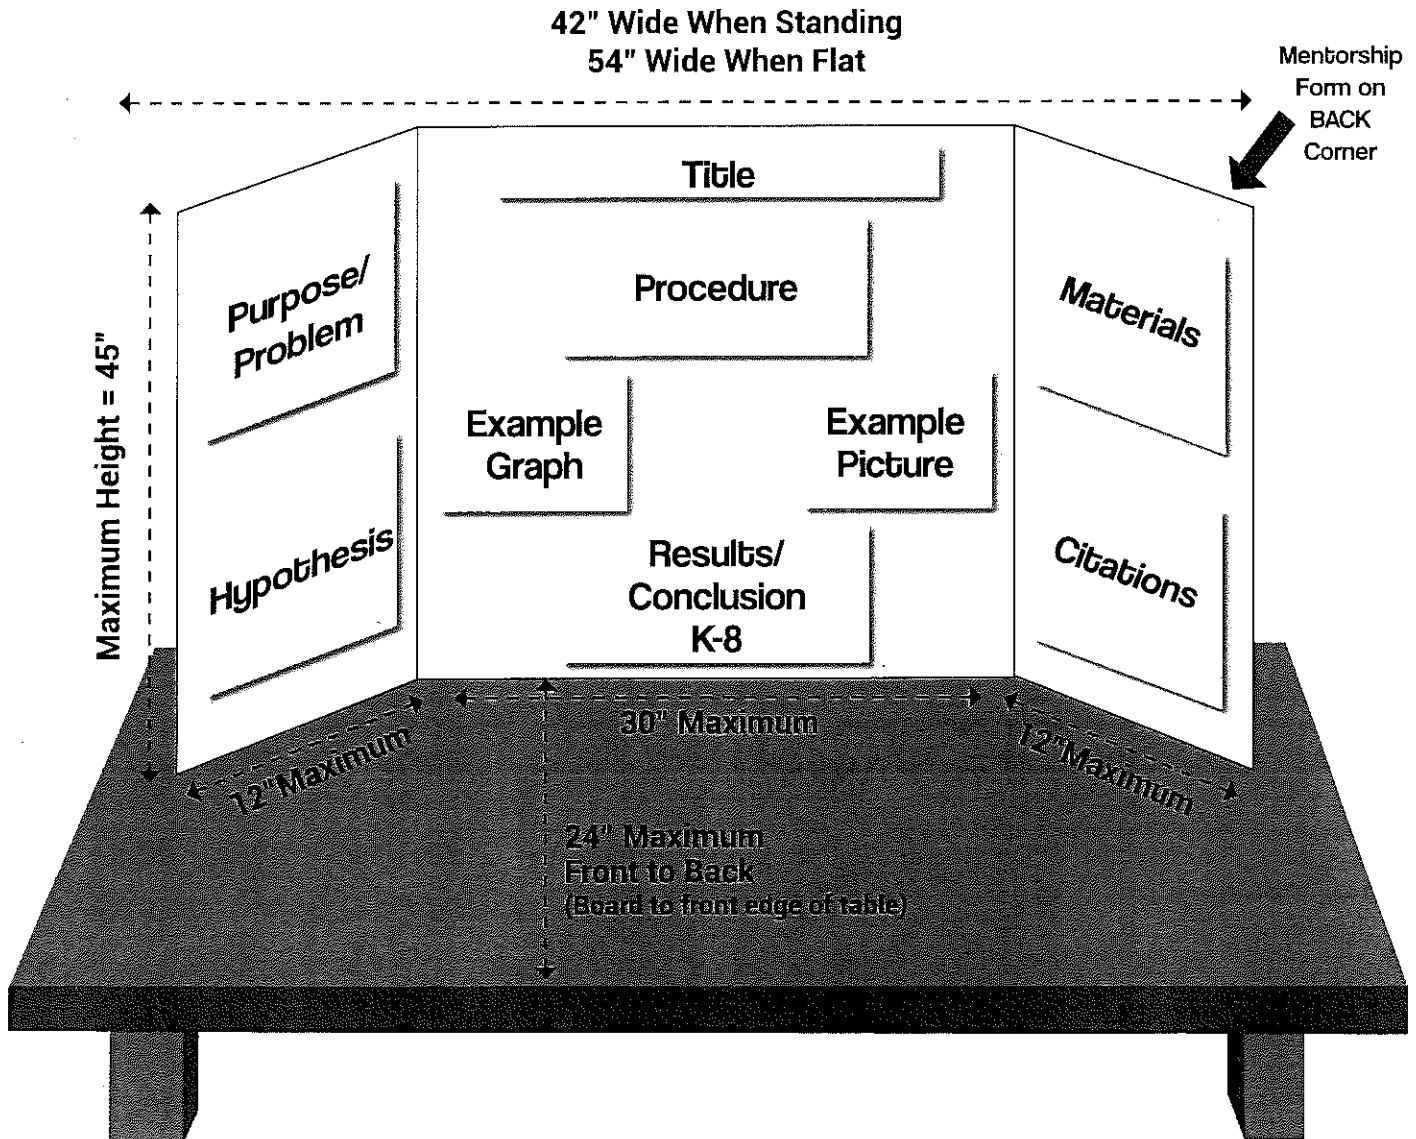 42" Wide When Standing
54" Wide When Flat
Mentorship
Form on
BACK
Corner
Title
Purpose/
Problem
Procedure
Materials
Maximum Height = 45"
Example
Graph
Example
Picture
Hypothesis
Results/
Conclusion
K-8
Citations
12" Maximum
30" Maximum
12" Maximum
24" Maximum
Front to Back
(Board to front edge of table)